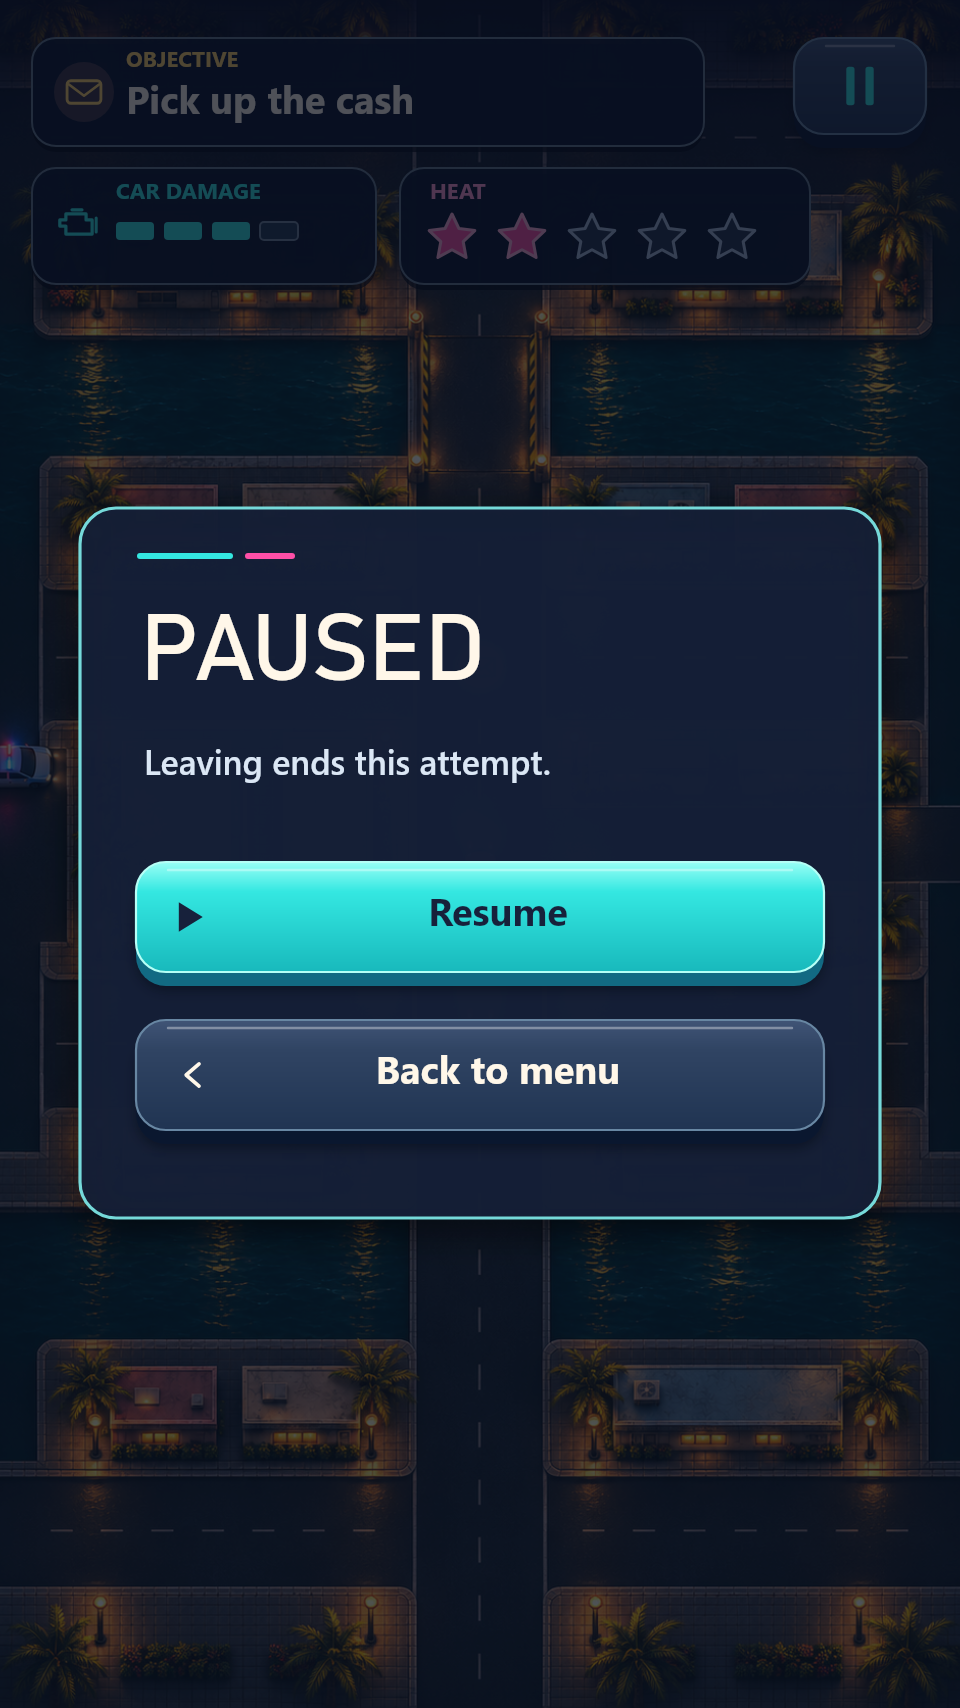 OBJECTIVE
Pick up the cash
CAR DAMAGE
HEAT
PAUSED
Leaving ends this attempt.
Resume
Back to menu